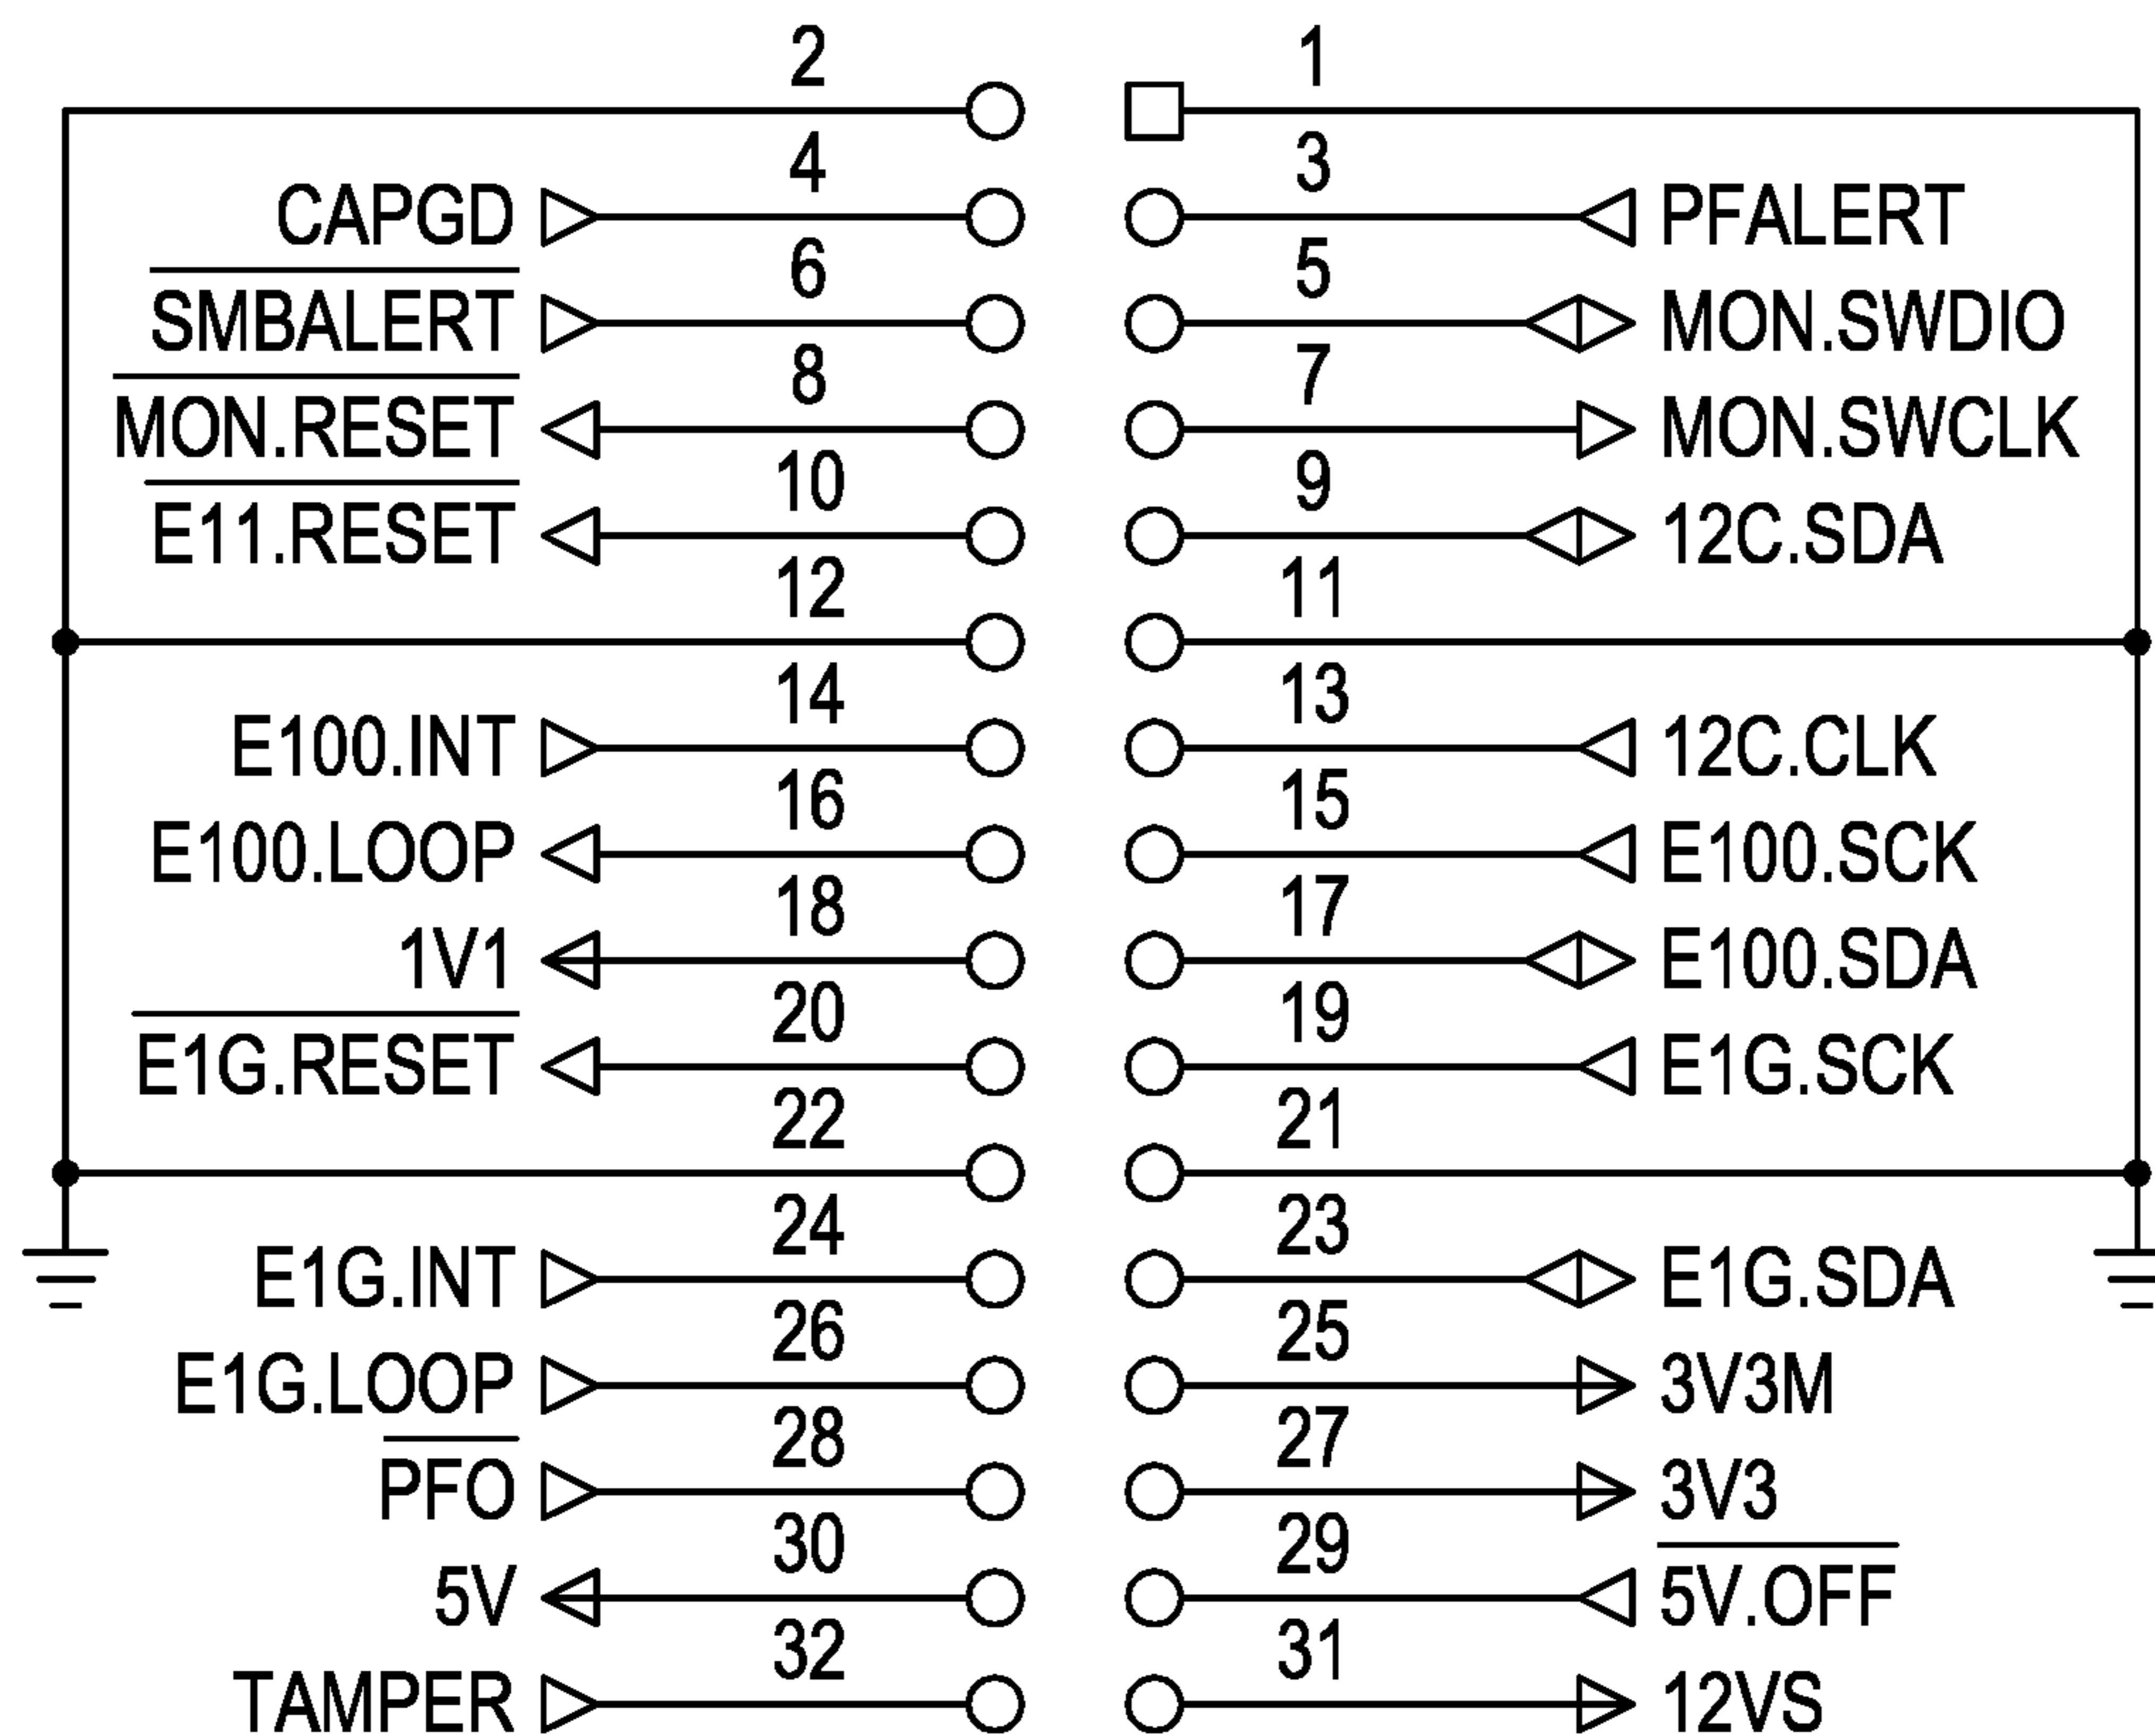 2 1
4 3
CAPGD PFALERT
6 5
SMBALERT MON.SWDIO
8 7
MON.RESET MON.SWCLK
10 9
E11.RESET 12C.SDA
12 11
14 13
E100.INT 12C.CLK
16 15
E100.LOOP E100.SCK
18 17
1V1 E100.SDA
20 19
E1G.RESET E1G.SCK
22 21
24 23
E1G.INT E1G.SDA
26 25
E1G.LOOP 3V3M
28 27
PFO 3V3
30 29
5V 5V.OFF
32 31
TAMPER 12VS